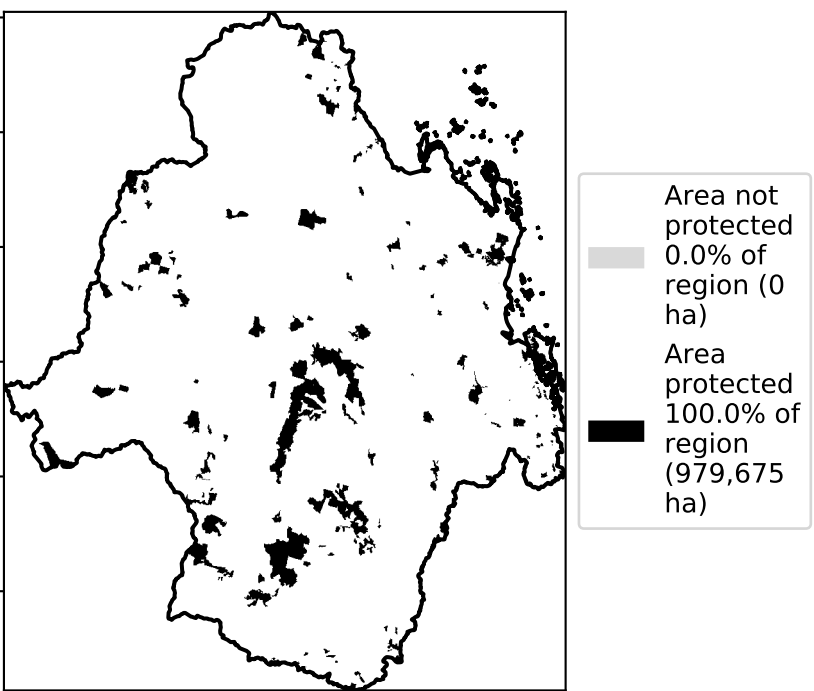 Area not
protected
0.0% of
region (0
ha)
Area
protected
100.0% of
region
(979,675
ha)